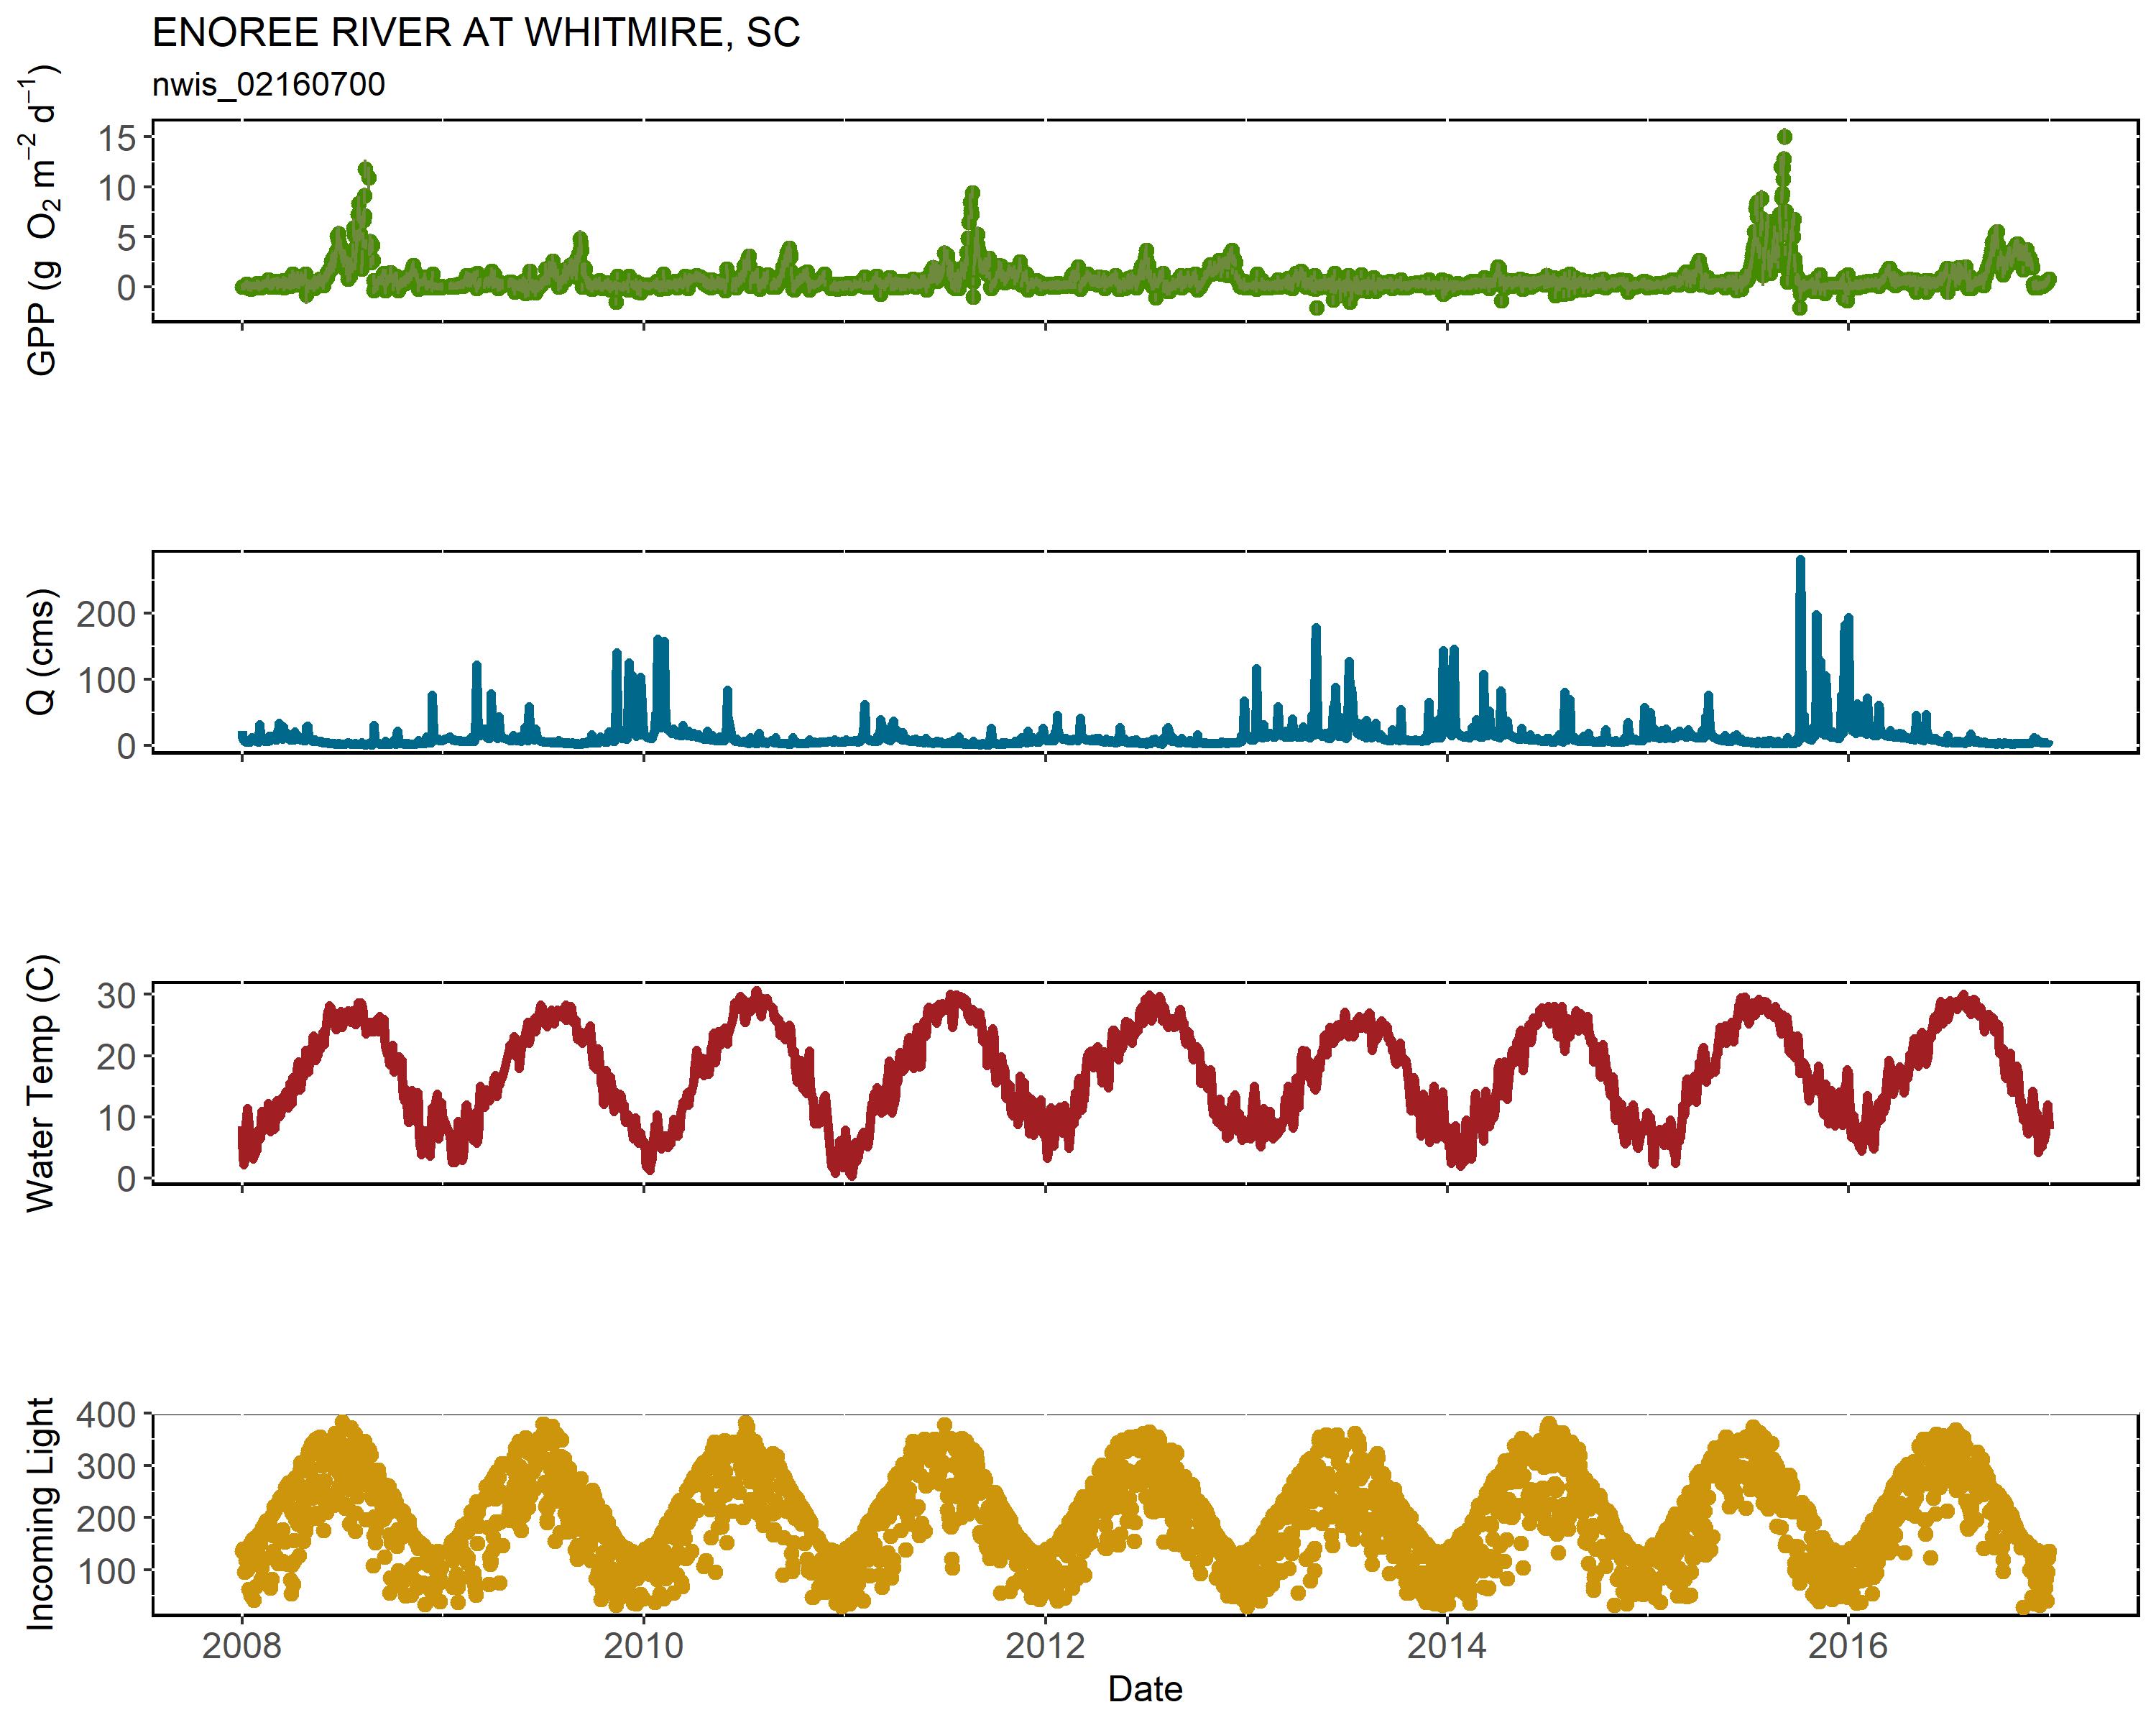 ENOREE RIVER AT WHITMIRE, SC
nwis_02160700
GPP (g O₂ m⁻² d⁻¹)
15
10
5
0
Q (cms)
200
100
0
Water Temp (C)
30
20
10
0
Incoming Light
400
300
200
100
2008 2010 2012 2014 2016
Date